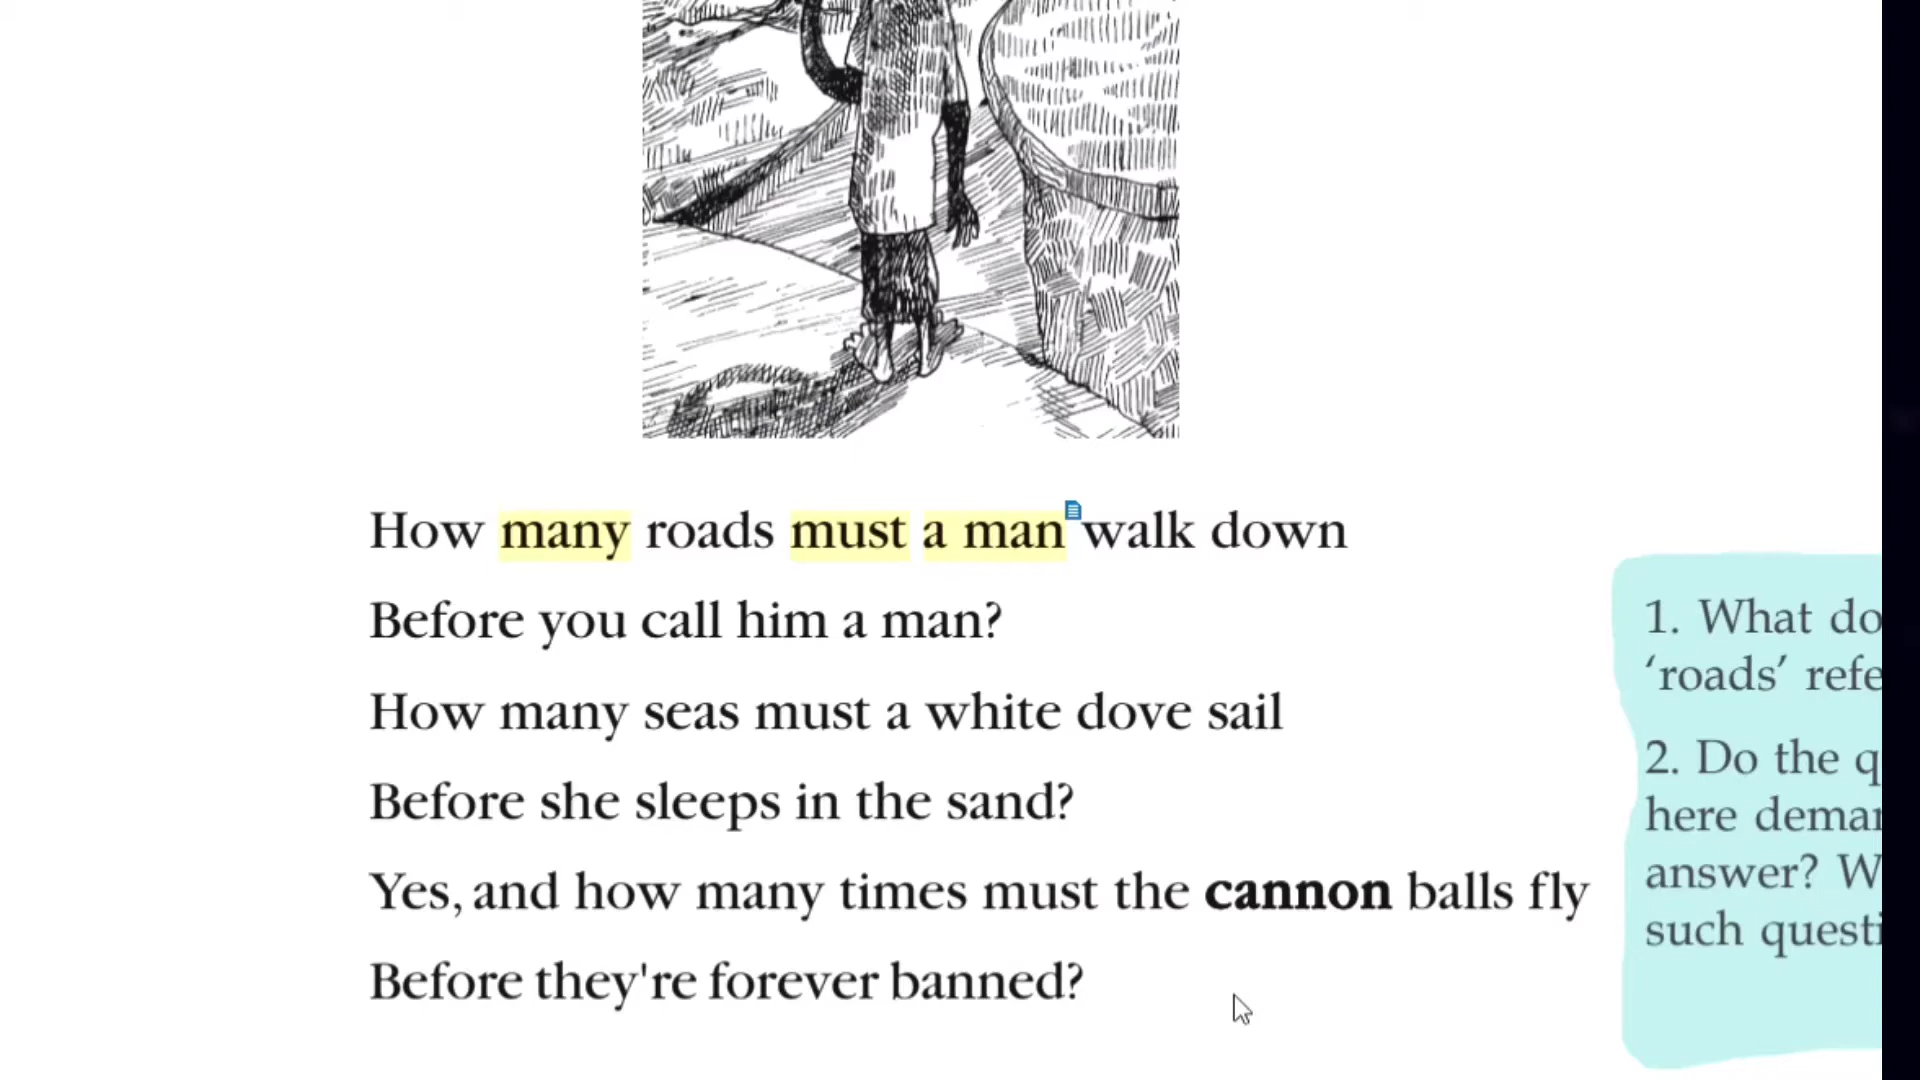 How many roads must a man walk down
Before you call him a man?
How many seas must a white dove sail
Before she sleeps in the sand?
Yes, and how many times must the cannon balls fly
Before they're forever banned?
1. What do
‘roads’ refe
2. Do the q
here deman
answer? W
such questi